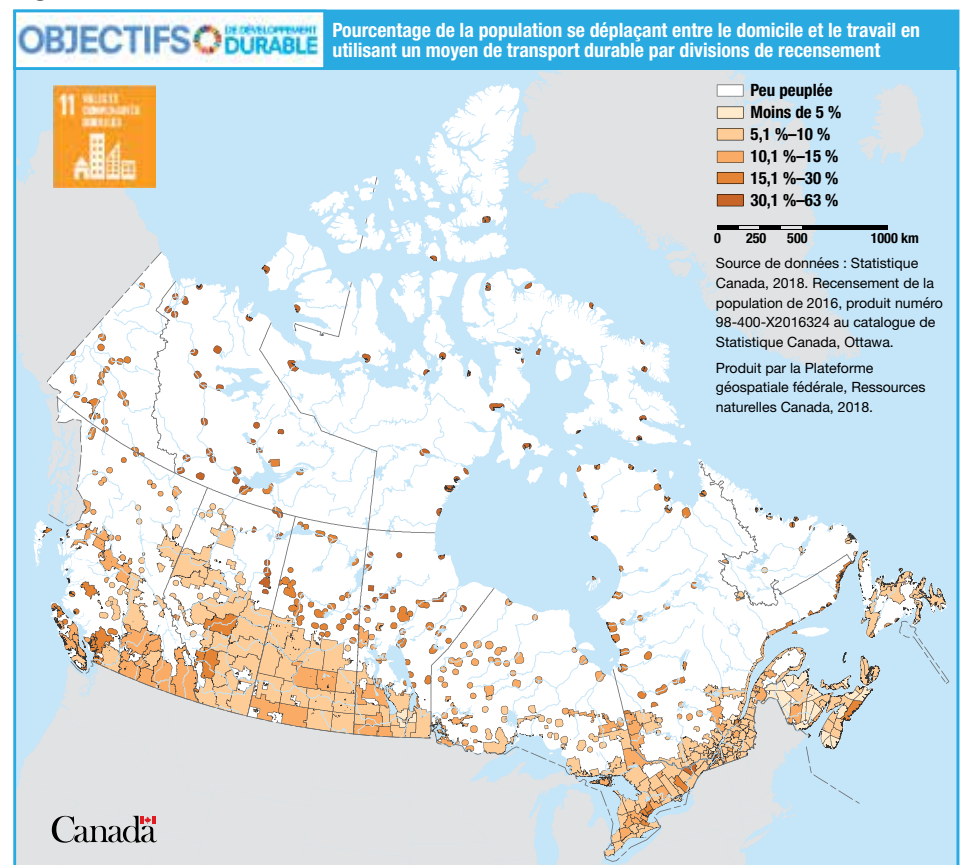 OBJECTIFS DE DÉVELOPPEMENT DURABLE
Pourcentage de la population se déplaçant entre le domicile et le travail en
utilisant un moyen de transport durable par divisions de recensement
11 VILLES ET
COMMUNAUTÉS
DURABLES
Peu peuplée
Moins de 5 %
5,1 %–10 %
10,1 %–15 %
15,1 %–30 %
30,1 %–63 %
0 250 500 1000 km
Source de données : Statistique
Canada, 2018. Recensement de la
population de 2016, produit numéro
98-400-X2016324 au catalogue de
Statistique Canada, Ottawa.
Produit par la Plateforme
géospatiale fédérale, Ressources
naturelles Canada, 2018.
Canada